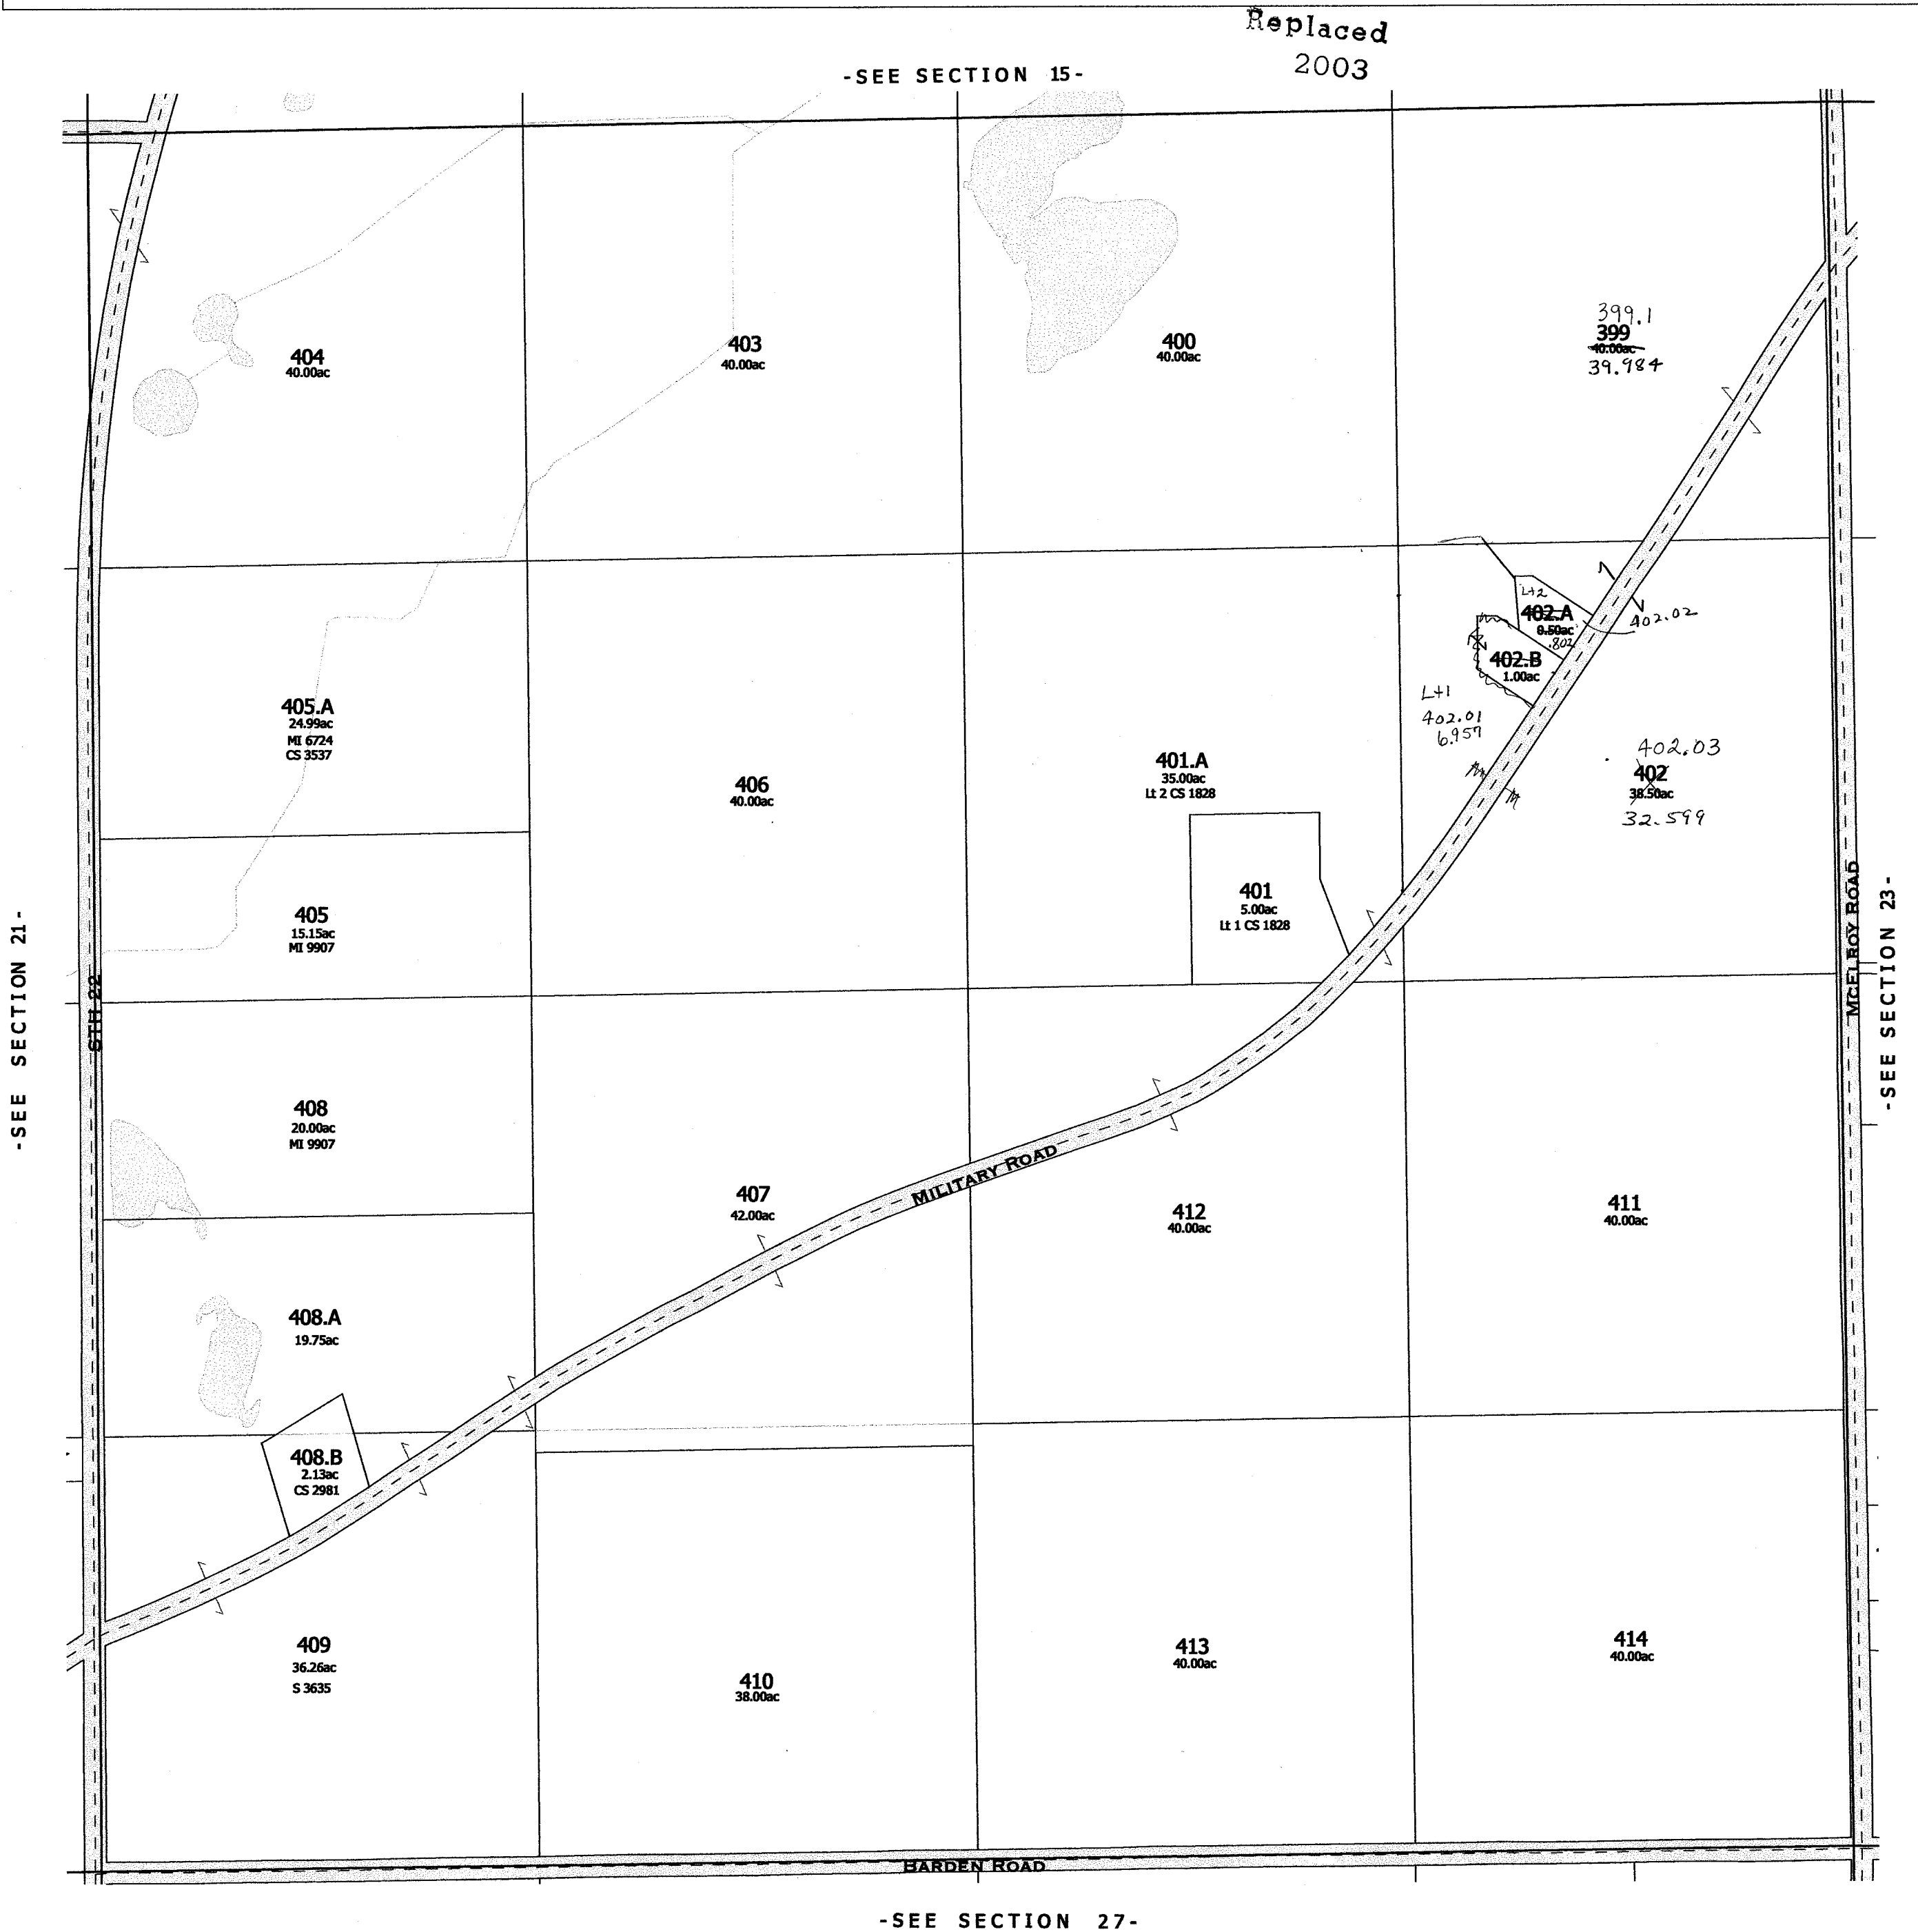 Replaced
2003
-SEE SECTION 15-
404
40.00ac
403
40.00ac
400
40.00ac
399.1
399
40.00ac
39.984
Lt2
402.A
0.50ac
.802
402.02
402.B
1.00ac
Lt1
402.01
6.957
402.03
402
38.50ac
32.599
405.A
24.99ac
MI 6724
CS 3537
406
40.00ac
401.A
35.00ac
Lt 2 CS 1828
401
5.00ac
Lt 1 CS 1828
405
15.15ac
MI 9907
-SEE SECTION 21-
STH 22
MCELROY ROAD
-SEE SECTION 23-
408
20.00ac
MI 9907
407
42.00ac
MILITARY ROAD
412
40.00ac
411
40.00ac
408.A
19.75ac
408.B
2.13ac
CS 2981
409
36.26ac
S 3635
410
38.00ac
413
40.00ac
414
40.00ac
BARDEN ROAD
-SEE SECTION 27-